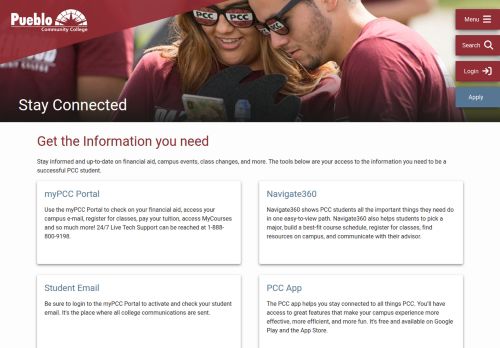 Pueblo
Community College
PCC
PCC
Menu
Search
Login
Apply
Stay Connected
Get the Information you need
Stay informed and up-to-date on financial aid, campus events, class changes, and more. The tools below are your access to the information you need to be a
successful PCC student.
myPCC Portal
Use the myPCC Portal to check on your financial aid, access your
campus e-mail, register for classes, pay your tuition, access MyCourses
and so much more! 24/7 Live Tech Support can be reached at 1-888-
800-9198.
Navigate360
Navigate360 shows PCC students all the important things they need do
in one easy-to-view path. Navigate360 also helps students to pick a
major, build a best-fit course schedule, register for classes, find
resources on campus, and communicate with their advisor.
Student Email
Be sure to login to the myPCC Portal to activate and check your student
email. It's the place where all college communications are sent.
PCC App
The PCC app helps you stay connected to all things PCC. You'll have
access to great features that make your campus experience more
effective, more efficient, and more fun. It's free and available on Google
Play and the App Store.